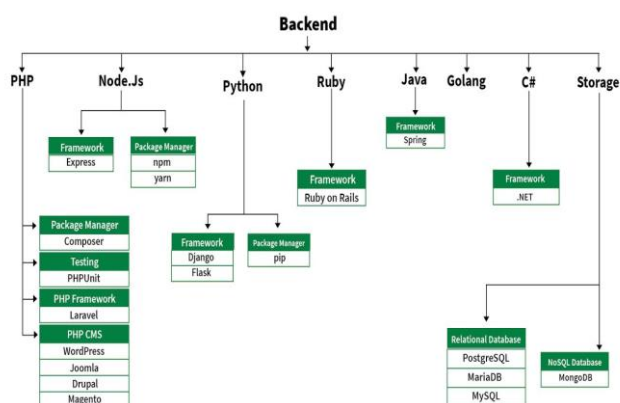 Backend
PHP
Node.Js
Python
Ruby
Java
Golang
C#
Storage
Framework
Express
Package Manager
npm
yarn
Framework
Spring
Framework
Ruby on Rails
Framework
.NET
Package Manager
Composer
Testing
PHPUnit
PHP Framework
Laravel
PHP CMS
WordPress
Joomla
Drupal
Magento
Framework
Django
Flask
Package Manager
pip
Relational Database
PostgreSQL
MariaDB
MySQL
NoSQL Database
MongoDB